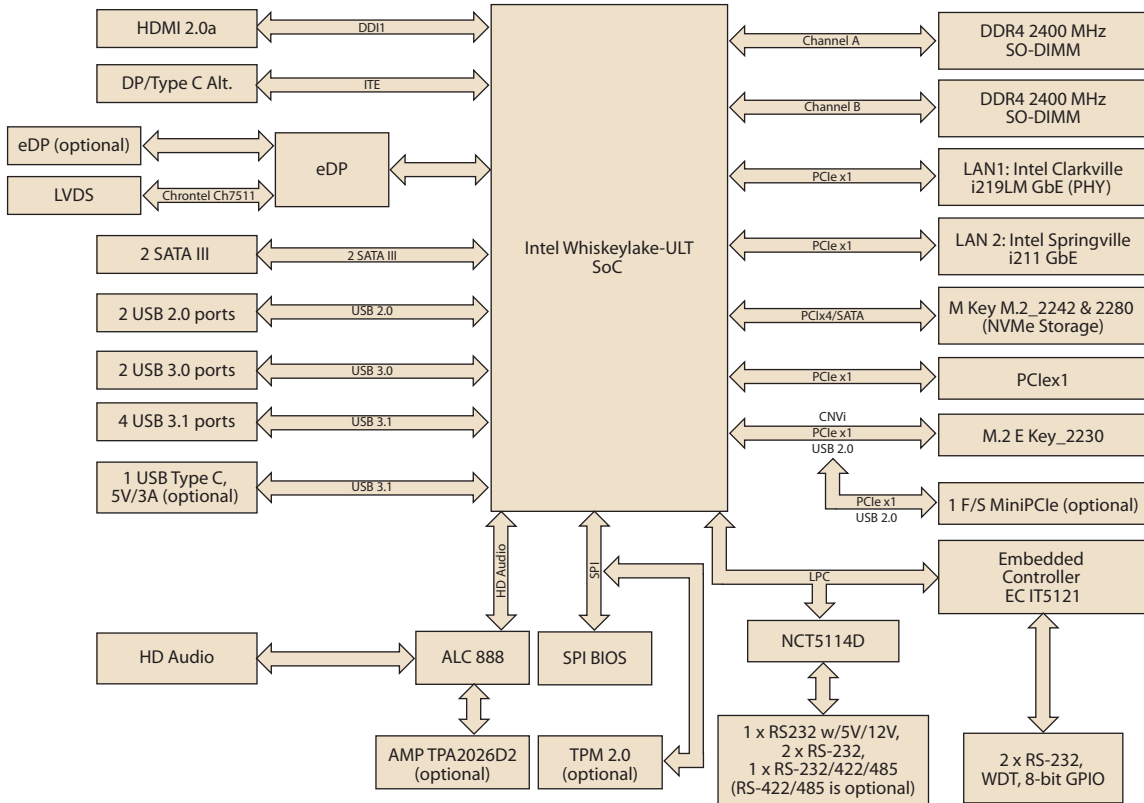 HDMI 2.0a
DDI1
DP/Type C Alt.
ITE
eDP (optional)
eDP
LVDS
Chrontel Ch7511
2 SATA III
2 SATA III
2 USB 2.0 ports
USB 2.0
2 USB 3.0 ports
USB 3.0
4 USB 3.1 ports
USB 3.1
1 USB Type C,
5V/3A (optional)
USB 3.1
Intel Whiskeylake-ULT
SoC
Channel A
DDR4 2400 MHz
SO-DIMM
Channel B
DDR4 2400 MHz
SO-DIMM
PCIe x1
LAN1: Intel Clarkville
i219LM GbE (PHY)
PCIe x1
LAN 2: Intel Springville
i211 GbE
PCIx4/SATA
M Key M.2_2242 & 2280
(NVMe Storage)
PCIe x1
PCIex1
CNVi
PCIe x1
USB 2.0
M.2 E Key_2230
PCIe x1
USB 2.0
1 F/S MiniPCIe (optional)
HD Audio
SPI
LPC
Embedded
Controller
EC IT5121
HD Audio
ALC 888
SPI BIOS
NCT5114D
AMP TPA2026D2
(optional)
TPM 2.0
(optional)
1 x RS232 w/5V/12V,
2 x RS-232,
1 x RS-232/422/485
(RS-422/485 is optional)
2 x RS-232,
WDT, 8-bit GPIO